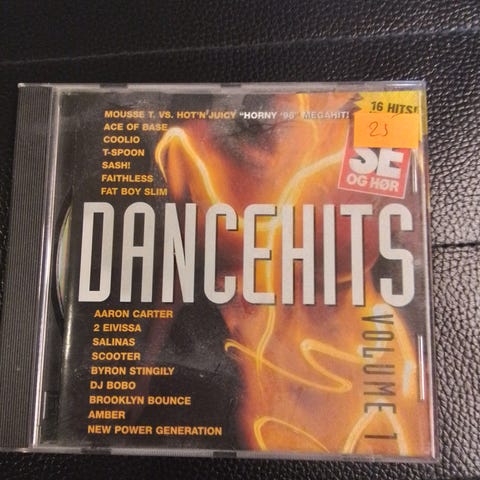 MOUSSE T. VS. HOT'N'JUICY "HORNY '98" MEGAHIT!
ACE OF BASE
COOLIO
T-SPOON
SASH!
FAITHLESS
FAT BOY SLIM
16 HITS!
23
SE
OG HØR
DANCEHITS
VOLUME 1
AARON CARTER
2 EIVISSA
SALINAS
SCOOTER
BYRON STINGILY
DJ BOBO
BROOKLYN BOUNCE
AMBER
NEW POWER GENERATION